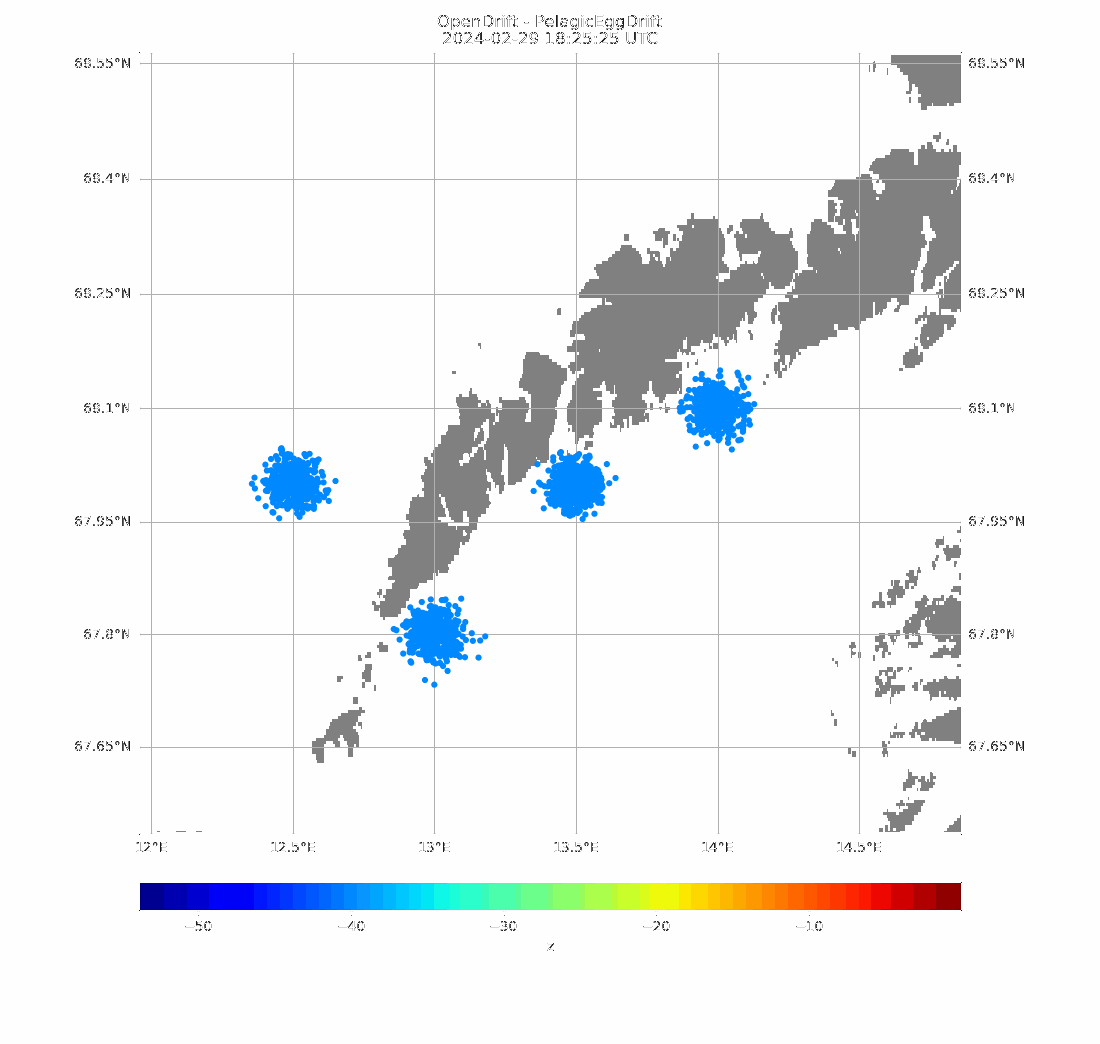 OpenDrift - PelagicEggDrift
2024-02-29 18:25:25 UTC
68.55°N 68.55°N
68.4°N 68.4°N
68.25°N 68.25°N
68.1°N 68.1°N
67.95°N 67.95°N
67.8°N 67.8°N
67.65°N 67.65°N
12°E 12.5°E 13°E 13.5°E 14°E 14.5°E
−50 −40 −30 −20 −10
z